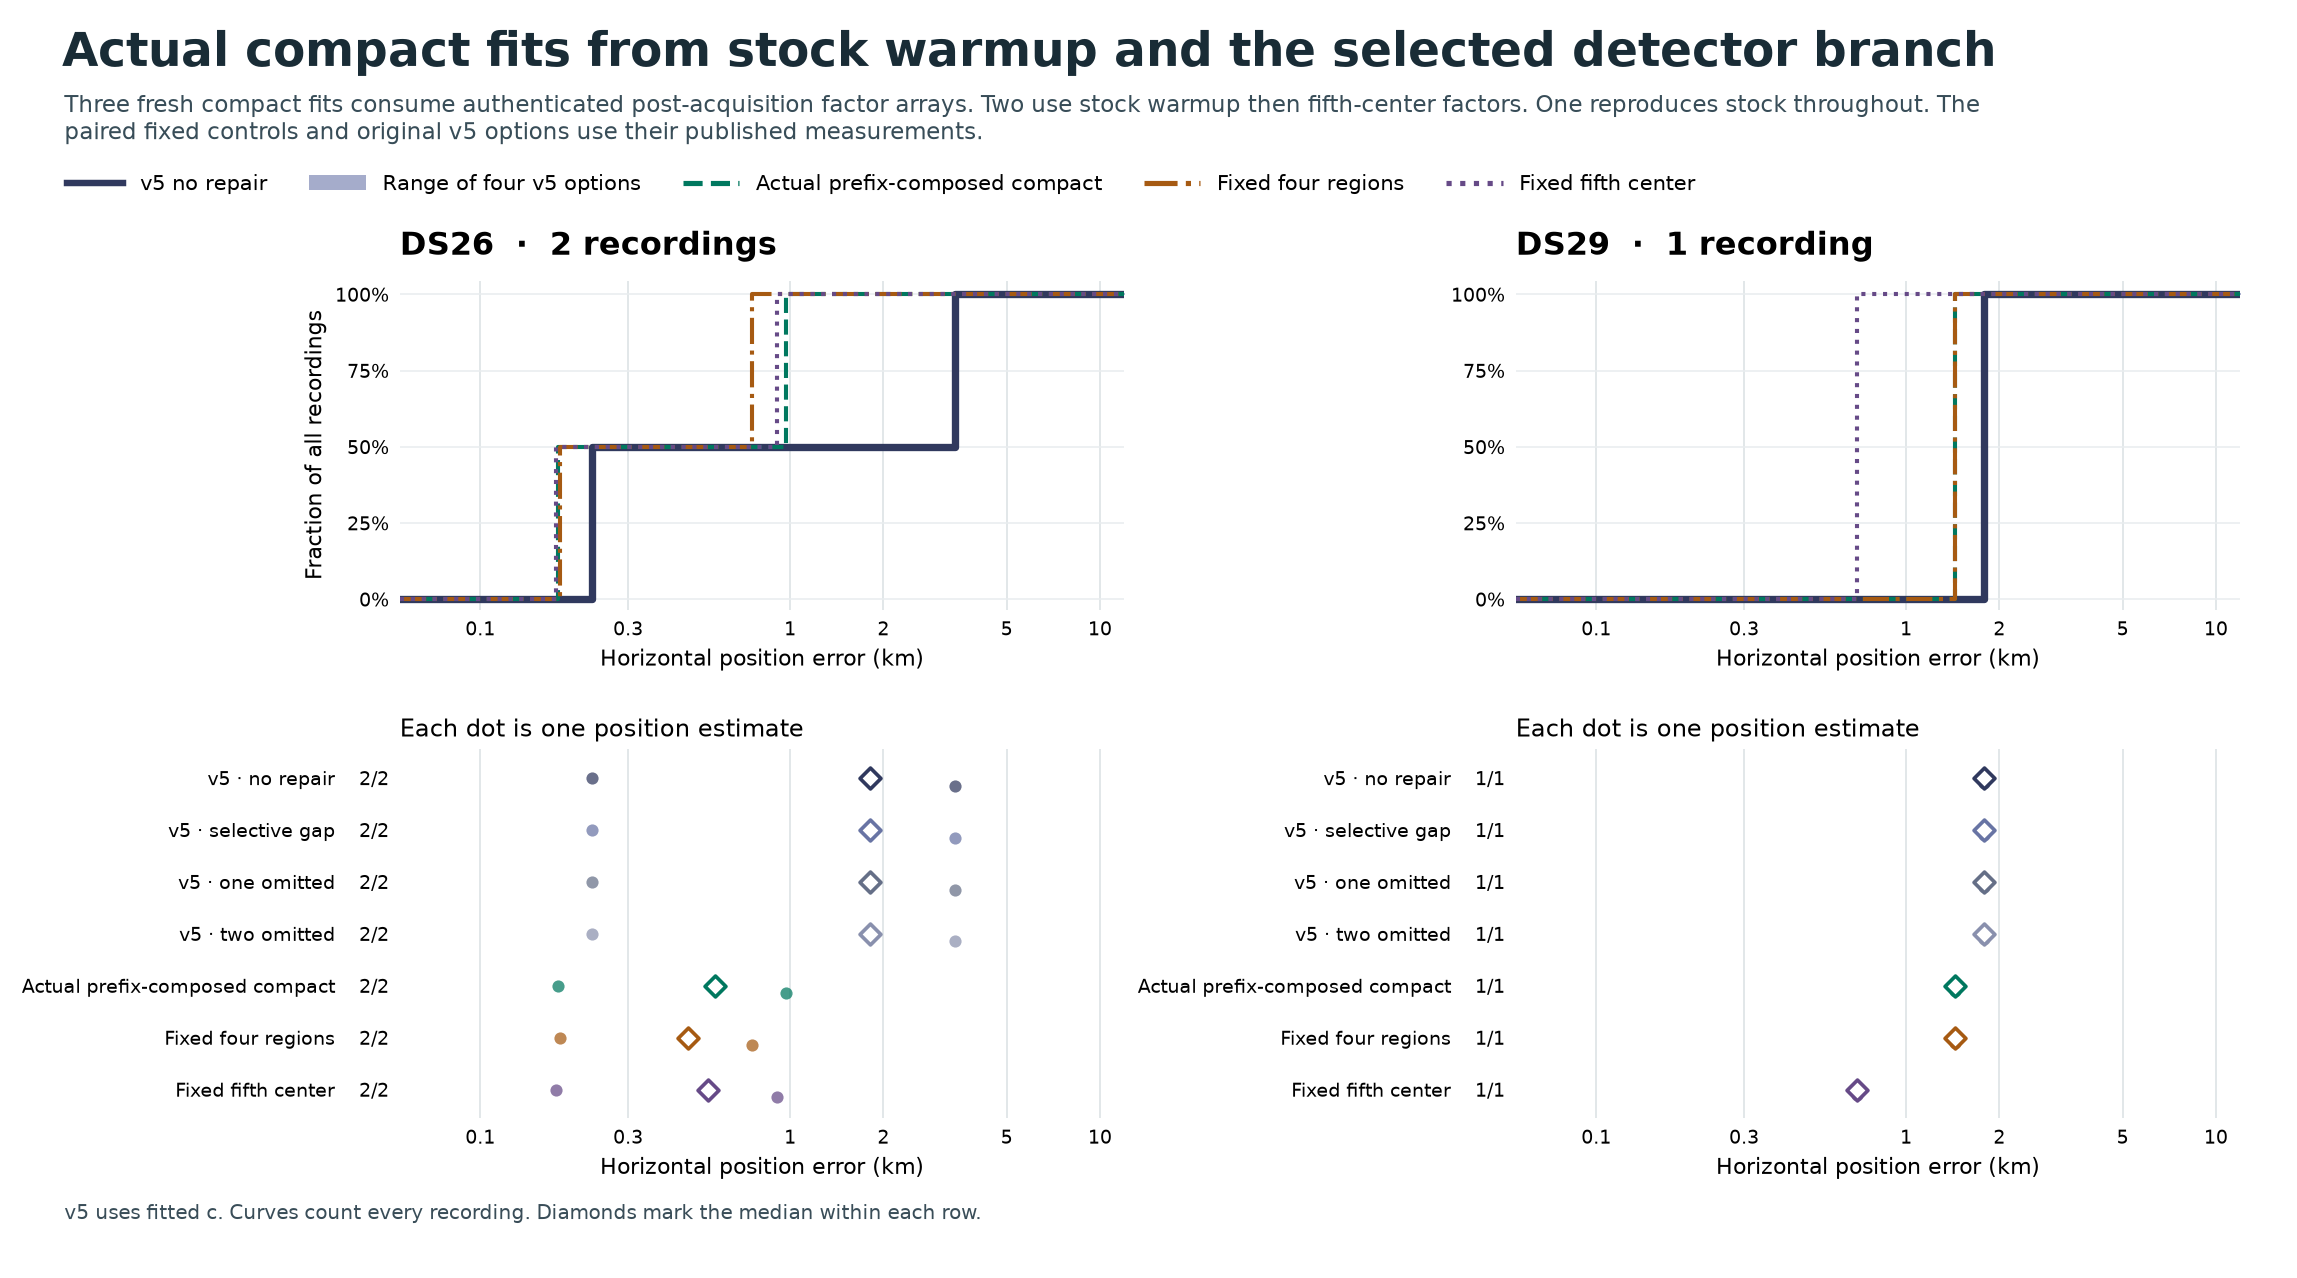 Actual compact fits from stock warmup and the selected detector branch
Three fresh compact fits consume authenticated post-acquisition factor arrays. Two use stock warmup then fifth-center factors. One reproduces stock throughout. The
paired fixed controls and original v5 options use their published measurements.
v5 no repair
Range of four v5 options
Actual prefix-composed compact
Fixed four regions
Fixed fifth center
DS26 · 2 recordings
Fraction of all recordings
100%
75%
50%
25%
0%
0.1 0.3 1 2 5 10
Horizontal position error (km)
DS29 · 1 recording
100%
75%
50%
25%
0%
0.1 0.3 1 2 5 10
Horizontal position error (km)
Each dot is one position estimate
v5 · no repair 2/2
v5 · selective gap 2/2
v5 · one omitted 2/2
v5 · two omitted 2/2
Actual prefix-composed compact 2/2
Fixed four regions 2/2
Fixed fifth center 2/2
0.1 0.3 1 2 5 10
Horizontal position error (km)
Each dot is one position estimate
v5 · no repair 1/1
v5 · selective gap 1/1
v5 · one omitted 1/1
v5 · two omitted 1/1
Actual prefix-composed compact 1/1
Fixed four regions 1/1
Fixed fifth center 1/1
0.1 0.3 1 2 5 10
Horizontal position error (km)
v5 uses fitted c. Curves count every recording. Diamonds mark the median within each row.